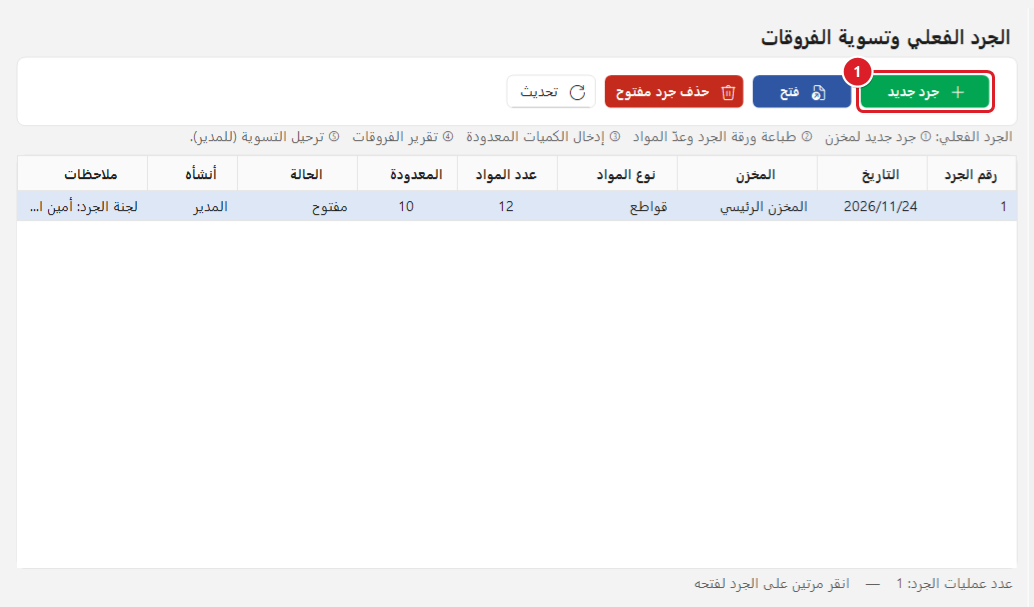 الجرد الفعلي وتسوية الفروقات
1
جرد جديد فتح حذف جرد مفتوح تحديث
الجرد الفعلي: ① جرد جديد لمخزن ② طباعة ورقة الجرد وعدّ المواد ③ إدخال الكميات المعدودة ④ تقرير الفروقات ⑤ ترحيل التسوية (للمدير).
رقم الجرد التاريخ المخزن نوع المواد عدد المواد المعدودة الحالة أنشأه ملاحظات
1 2026/11/24 المخزن الرئيسي قواطع 12 10 مفتوح المدير لجنة الجرد: أمين ا...
عدد عمليات الجرد: 1 — انقر مرتين على الجرد لفتحه